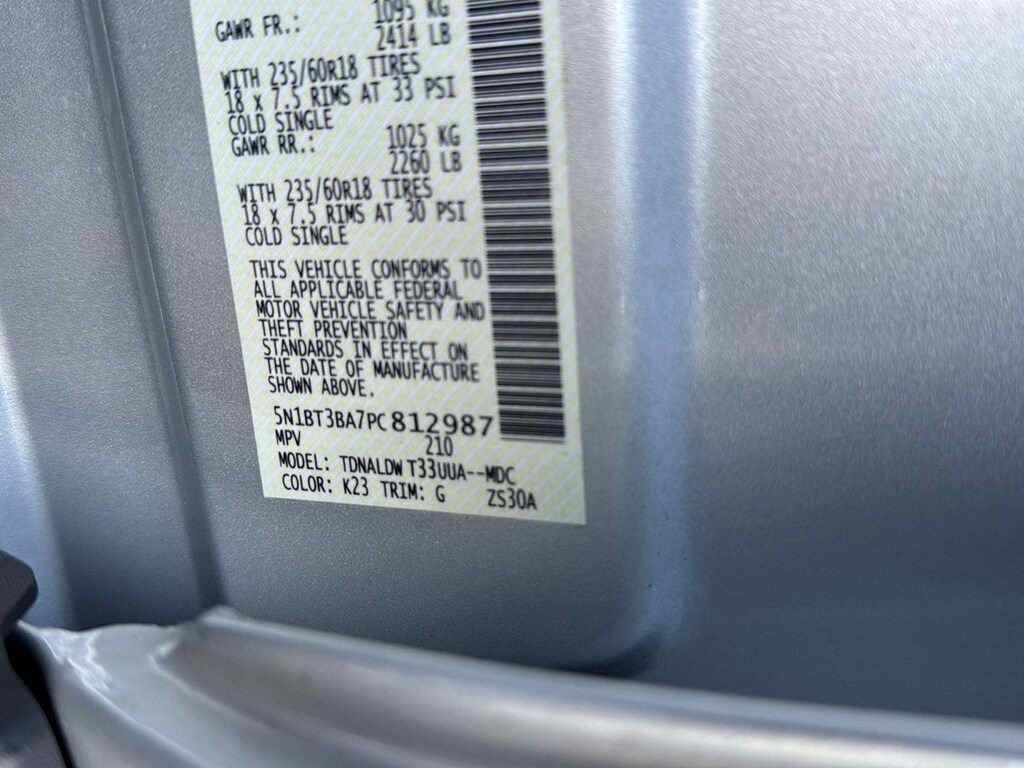 GAWR FR.: 1095 KG
2414 LB
WITH 235/60R18 TIRES
18 x 7.5 RIMS AT 33 PSI
COLD SINGLE
GAWR RR.: 1025 KG
2260 LB
WITH 235/60R18 TIRES
18 x 7.5 RIMS AT 30 PSI
COLD SINGLE
THIS VEHICLE CONFORMS TO
ALL APPLICABLE FEDERAL
MOTOR VEHICLE SAFETY AND
THEFT PREVENTION
STANDARDS IN EFFECT ON
THE DATE OF MANUFACTURE
SHOWN ABOVE.
5N1BT3BA7PC812987
MPV 210
MODEL: TDNALDW T33UUA--MDC
COLOR: K23 TRIM: G ZS30A